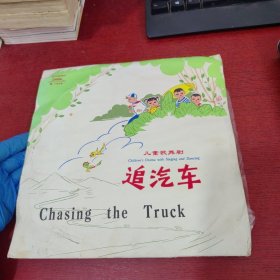 儿童歌舞剧
Children's Drama with Singing and Dancing
追汽车
Chasing the Truck